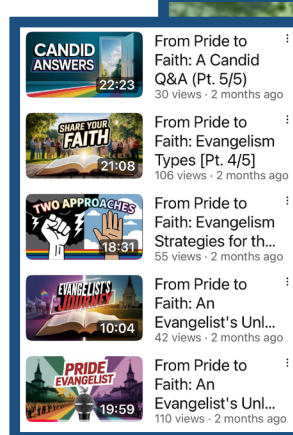 CANDID
ANSWERS
22:23
From Pride to
Faith: A Candid
Q&A (Pt. 5/5)
30 views · 2 months ago
SHARE YOUR
FAITH
21:08
From Pride to
Faith: Evangelism
Types [Pt. 4/5]
106 views · 2 months ago
TWO APPROACHES
18:31
From Pride to
Faith: Evangelism
Strategies for th...
55 views · 2 months ago
EVANGELIST'S
JOURNEY
10:04
From Pride to
Faith: An
Evangelist's Unl...
42 views · 2 months ago
PRIDE
EVANGELIST
19:59
From Pride to
Faith: An
Evangelist's Unl...
110 views · 2 months ago